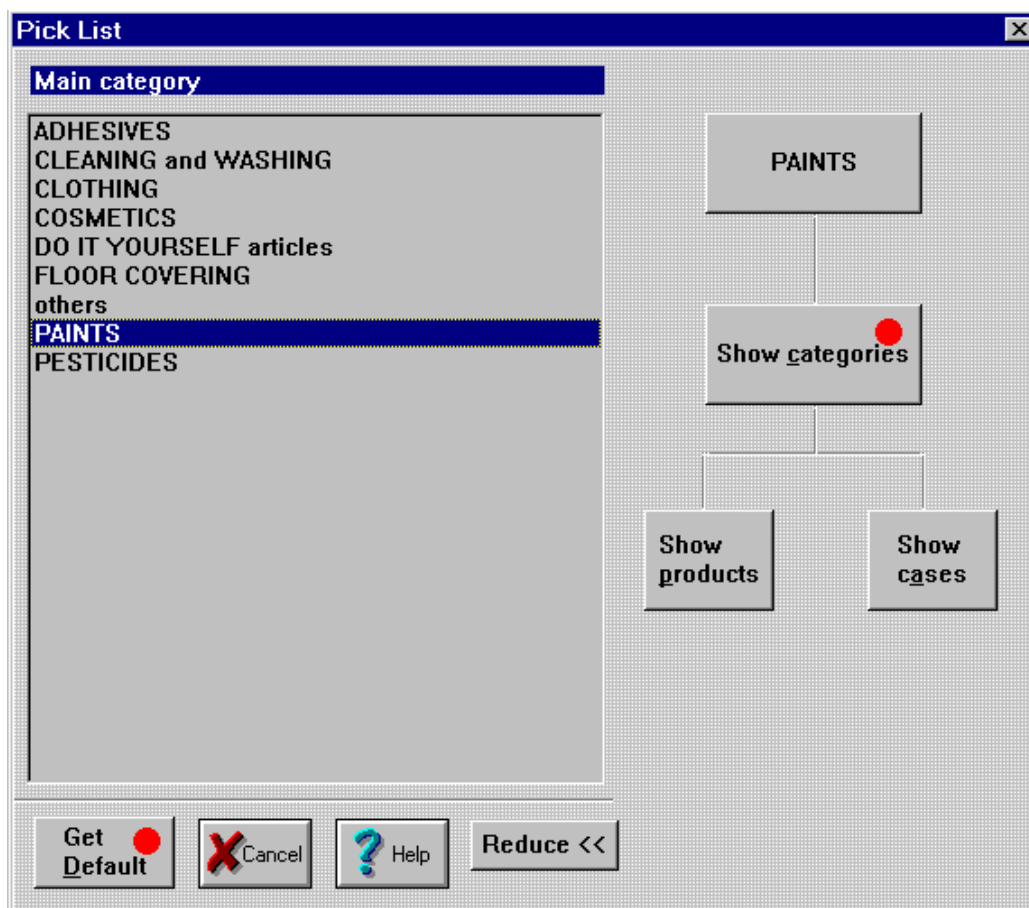 Pick List
Main category
ADHESIVES
CLEANING and WASHING
CLOTHING
COSMETICS
DO IT YOURSELF articles
FLOOR COVERING
others
PAINTS
PESTICIDES
PAINTS
Show categories
Show
products
Show
cases
Get
Default
Cancel
Help
Reduce <<